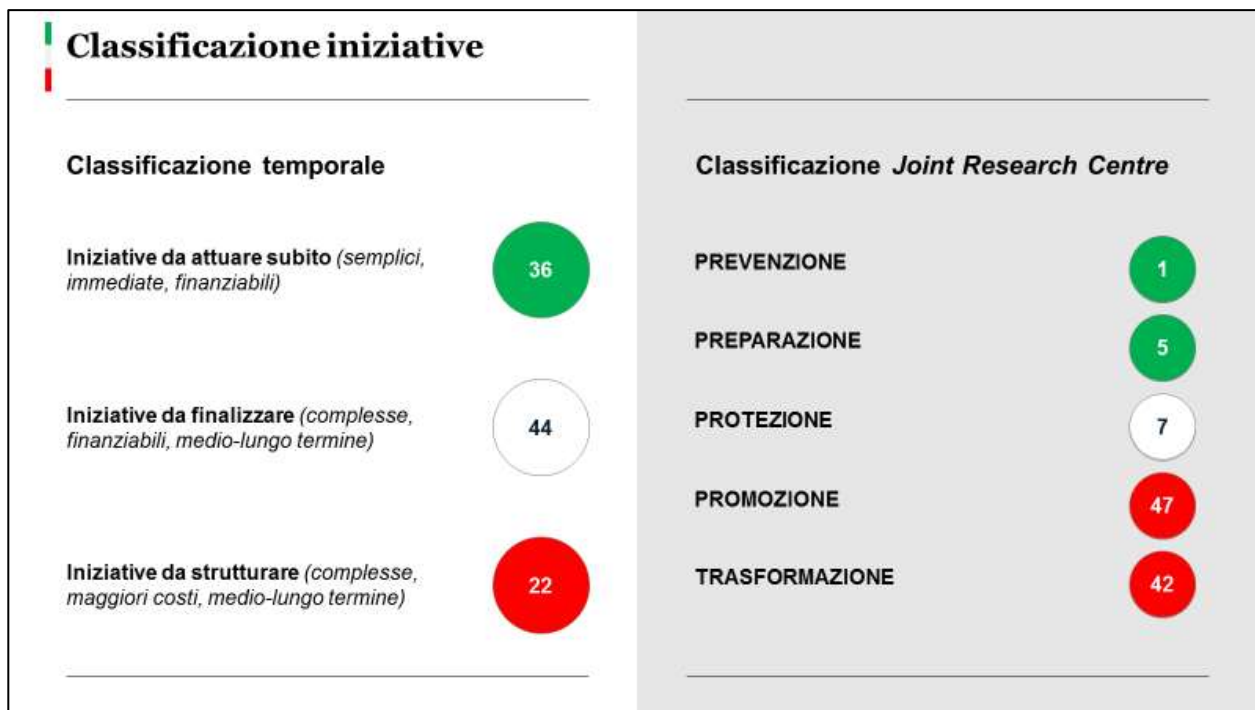 Classificazione iniziative
Classificazione temporale
Iniziative da attuare subito (semplici,
immediate, finanziabili)
36
Iniziative da finalizzare (complesse,
finanziabili, medio-lungo termine)
44
Iniziative da strutturare (complesse,
maggiori costi, medio-lungo termine)
22
Classificazione Joint Research Centre
PREVENZIONE
1
PREPARAZIONE
5
PROTEZIONE
7
PROMOZIONE
47
TRASFORMAZIONE
42